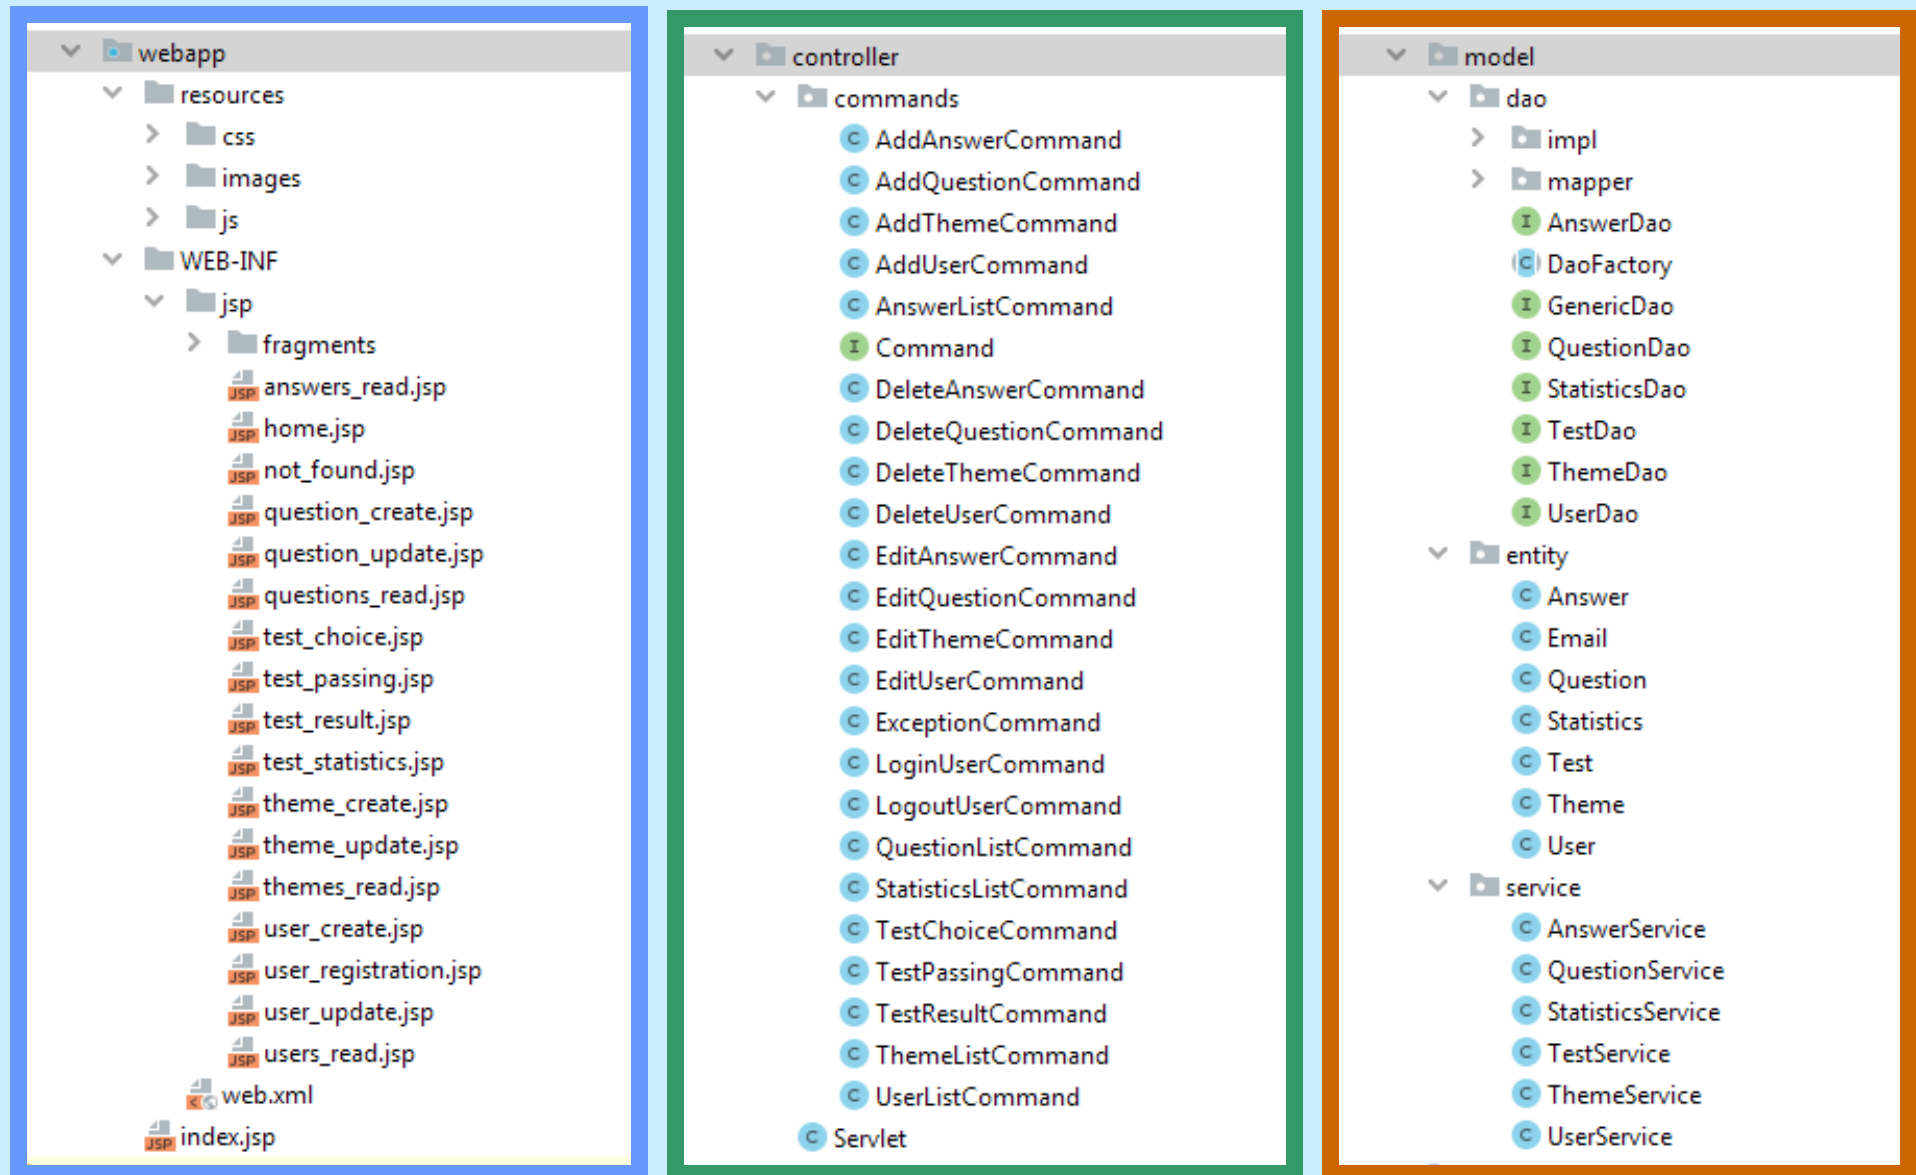 webapp
resources
css
images
js
WEB-INF
jsp
fragments
answers_read.jsp
home.jsp
not_found.jsp
question_create.jsp
question_update.jsp
questions_read.jsp
test_choice.jsp
test_passing.jsp
test_result.jsp
test_statistics.jsp
theme_create.jsp
theme_update.jsp
themes_read.jsp
user_create.jsp
user_registration.jsp
user_update.jsp
users_read.jsp
web.xml
index.jsp
controller
commands
AddAnswerCommand
AddQuestionCommand
AddThemeCommand
AddUserCommand
AnswerListCommand
Command
DeleteAnswerCommand
DeleteQuestionCommand
DeleteThemeCommand
DeleteUserCommand
EditAnswerCommand
EditQuestionCommand
EditThemeCommand
EditUserCommand
ExceptionCommand
LoginUserCommand
LogoutUserCommand
QuestionListCommand
StatisticsListCommand
TestChoiceCommand
TestPassingCommand
TestResultCommand
ThemeListCommand
UserListCommand
Servlet
model
dao
impl
mapper
AnswerDao
DaoFactory
GenericDao
QuestionDao
StatisticsDao
TestDao
ThemeDao
UserDao
entity
Answer
Email
Question
Statistics
Test
Theme
User
service
AnswerService
QuestionService
StatisticsService
TestService
ThemeService
UserService